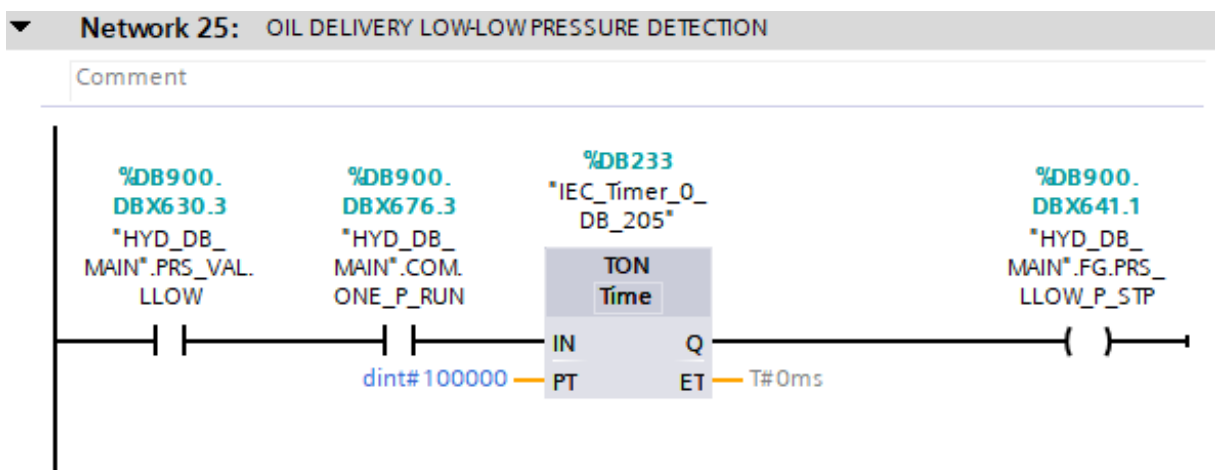 Network 25: OIL DELIVERY LOW-LOW PRESSURE DETECTION
Comment
%DB900.
DBX630.3
"HYD_DB_
MAIN".PRS_VAL.
LLOW
%DB900.
DBX676.3
"HYD_DB_
MAIN".COM.
ONE_P_RUN
%DB233
"IEC_Timer_0_
DB_205"
TON
Time
IN
Q
dint#100000
PT
ET
T#0ms
%DB900.
DBX641.1
"HYD_DB_
MAIN".FG.PRS_
LLOW_P_STP